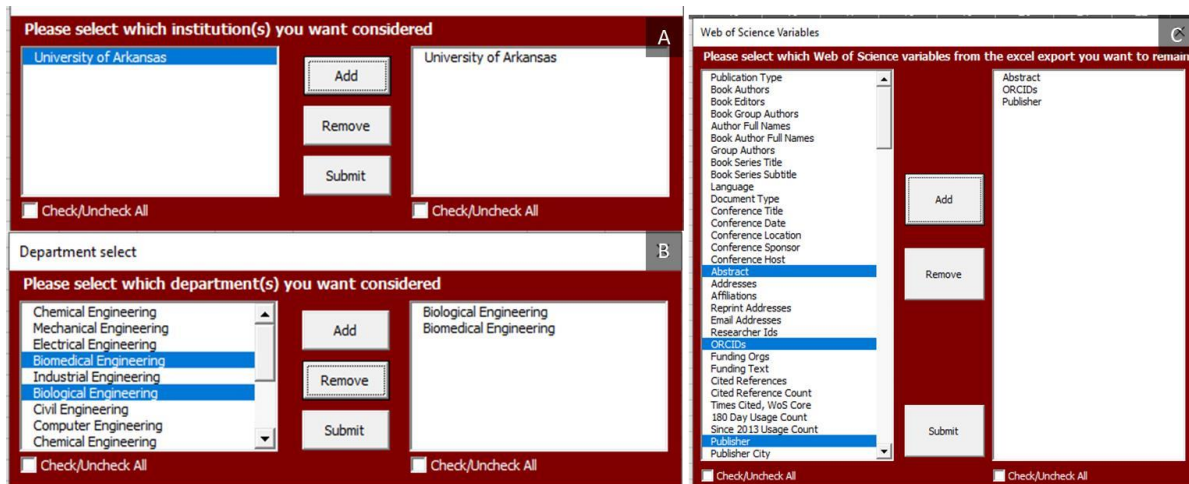 Please select which institution(s) you want considered
A
University of Arkansas
Add
Remove
Submit
University of Arkansas
Check/Uncheck All
Check/Uncheck All
Department select
B
Please select which department(s) you want considered
Chemical Engineering
Mechanical Engineering
Electrical Engineering
Biomedical Engineering
Industrial Engineering
Biological Engineering
Civil Engineering
Computer Engineering
Chemical Engineering
Add
Remove
Submit
Biological Engineering
Biomedical Engineering
Check/Uncheck All
Check/Uncheck All
Web of Science Variables
C
Please select which Web of Science variables from the excel export you want to remain
Publication Type
Book Authors
Book Editors
Book Group Authors
Author Full Names
Book Author Full Names
Group Authors
Book Series Title
Book Series Subtitle
Language
Document Type
Conference Title
Conference Date
Conference Location
Conference Sponsor
Conference Host
Abstract
Addresses
Affiliations
Reprint Addresses
Email Addresses
Researcher Ids
ORCIDs
Funding Orgs
Funding Text
Cited References
Cited Reference Count
Times Cited, WoS Core
180 Day Usage Count
Since 2013 Usage Count
Publisher
Publisher City
Add
Remove
Submit
Abstract
ORCIDs
Publisher
Check/Uncheck All
Check/Uncheck All